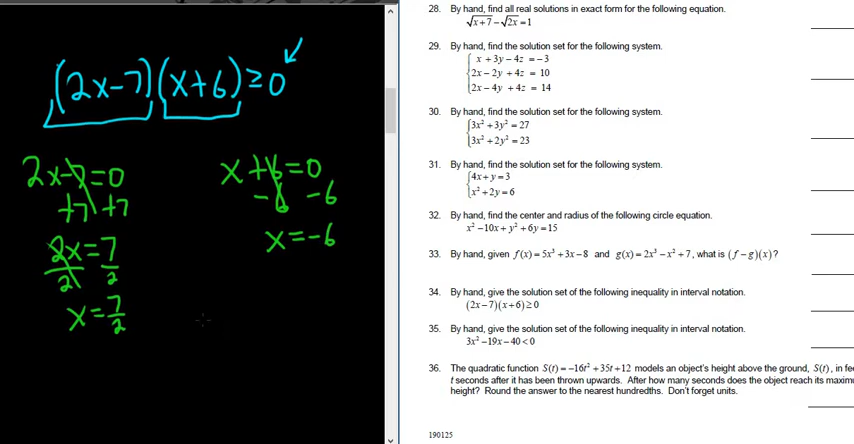 (2x-7)(x+6)≥0
2x-7=0
+7 +7
2x=7
2 2
x=7/2
x+6=0
-6 -6
x=-6
28. By hand, find all real solutions in exact form for the following equation.
√(x+7) − √(2x) = 1
29. By hand, find the solution set for the following system.
x + 3y − 4z = −3
2x − 2y + 4z = 10
2x − 4y + 4z = 14
30. By hand, find the solution set for the following system.
3x² + 3y² = 27
3x² + 2y² = 23
31. By hand, find the solution set for the following system.
4x + y = 3
x² + 2y = 6
32. By hand, find the center and radius of the following circle equation.
x² − 10x + y² + 6y = 15
33. By hand, given f(x) = 5x³ + 3x − 8 and g(x) = 2x³ − x² + 7, what is (f − g)(x)?
34. By hand, give the solution set of the following inequality in interval notation.
(2x − 7)(x + 6) ≥ 0
35. By hand, give the solution set of the following inequality in interval notation.
3x² − 19x − 40 < 0
36. The quadratic function S(t) = −16t² + 35t + 12 models an object's height above the ground, S(t), in fee
t seconds after it has been thrown upwards. After how many seconds does the object reach its maximu
height? Round the answer to the nearest hundredths. Don't forget units.
190125